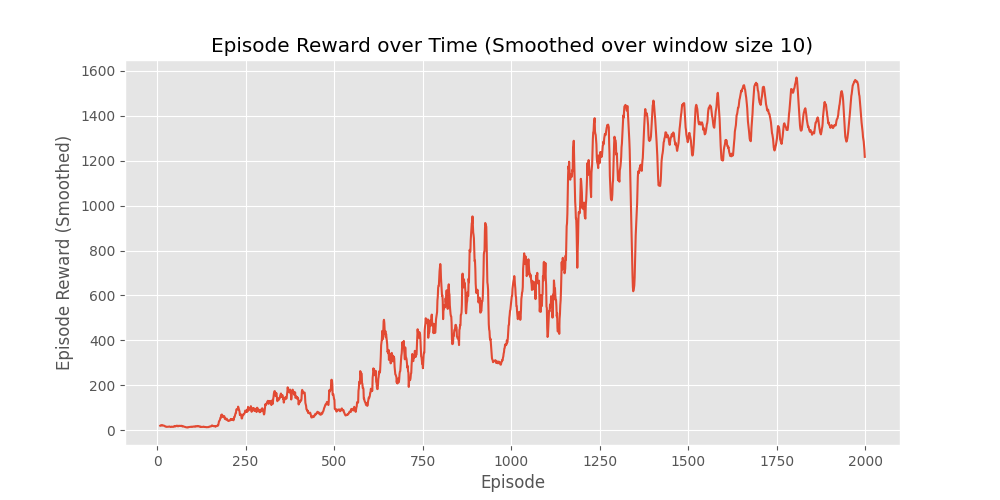 Episode Reward over Time (Smoothed over window size 10)
1600
1400
1200
1000
800
600
400
200
0
Episode Reward (Smoothed)
0 250 500 750 1000 1250 1500 1750 2000
Episode